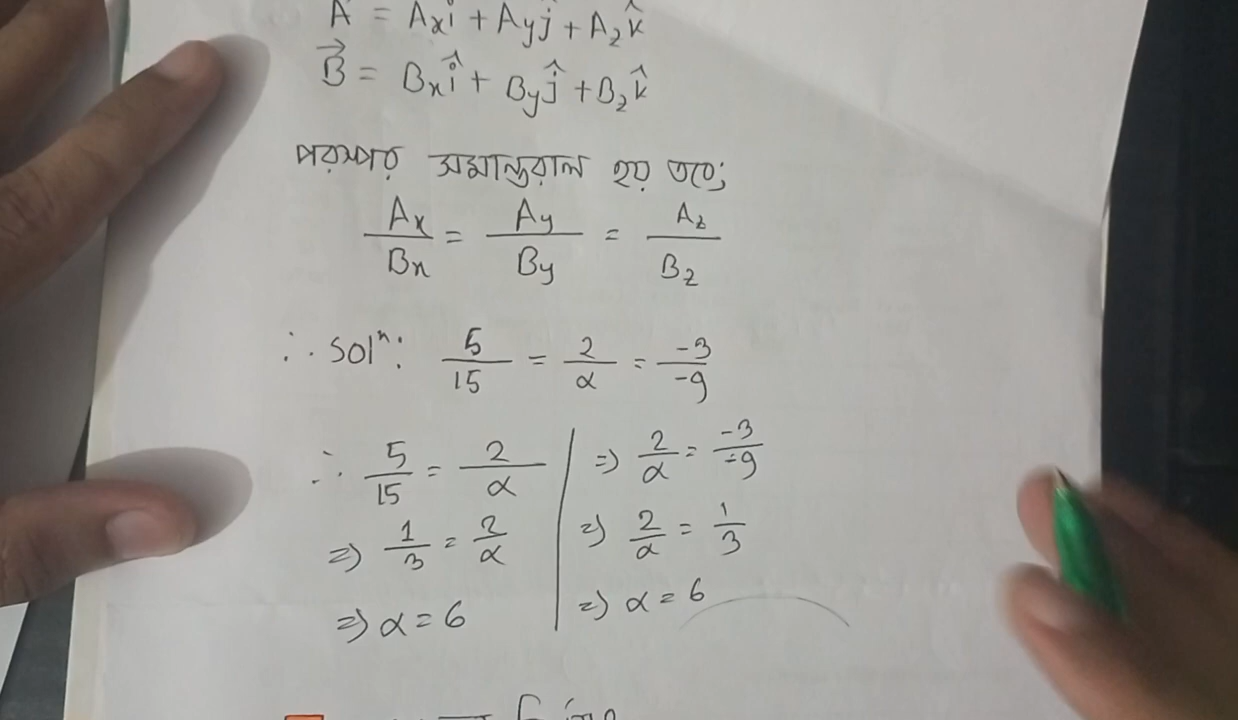 A = Axi + Ayĵ + Azk̂
B⃗ = Bxî + Byĵ + Bzk̂
পরস্পর সমান্তরাল হয় তবে;
Ax/Bx = Ay/By = Az/Bz
∴ Solⁿ: 5/15 = 2/α = -3/-9
∴ 5/15 = 2/α | => 2/α = -3/-9
=> 1/3 = 2/α | => 2/α = 1/3
=> α = 6 | => α = 6